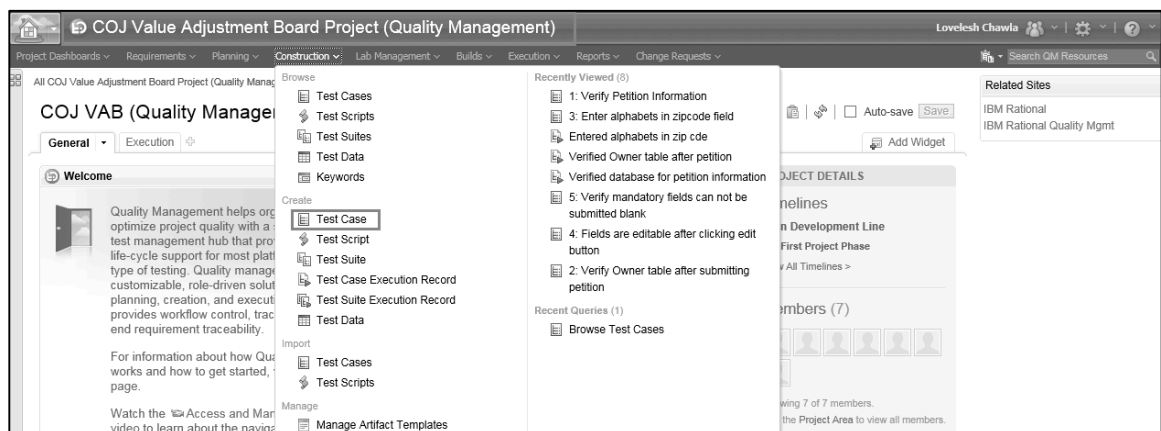 COJ Value Adjustment Board Project (Quality Management)
Lovelesh Chawla
Project Dashboards Requirements Planning Construction Lab Management Builds Execution Reports Change Requests
Search QM Resources
All COJ Value Adjustment Board Project (Quality Manag
COJ VAB (Quality Manage
Auto-save Save
General Execution
Add Widget
Welcome
Quality Management helps org
optimize project quality with a
test management hub that pro
life-cycle support for most plat
type of testing. Quality manage
customizable, role-driven solut
planning, creation, and execut
provides workflow control, trac
end requirement traceability.
For information about how Qua
works and how to get started,
page.
Watch the Access and Mar
video to learn about the naviga
Browse
Test Cases
Test Scripts
Test Suites
Test Data
Keywords
Create
Test Case
Test Script
Test Suite
Test Case Execution Record
Test Suite Execution Record
Test Data
Import
Test Cases
Test Scripts
Manage
Manage Artifact Templates
Recently Viewed (8)
1: Verify Petition Information
3: Enter alphabets in zipcode field
Entered alphabets in zip cde
Verified Owner table after petition
Verified database for petition information
5: Verify mandatory fields can not be
submitted blank
4: Fields are editable after clicking edit
button
2: Verify Owner table after submitting
petition
Recent Queries (1)
Browse Test Cases
OJECT DETAILS
nelines
n Development Line
First Project Phase
v All Timelines >
embers (7)
wing 7 of 7 members.
the Project Area to view all members.
Related Sites
IBM Rational
IBM Rational Quality Mgmt